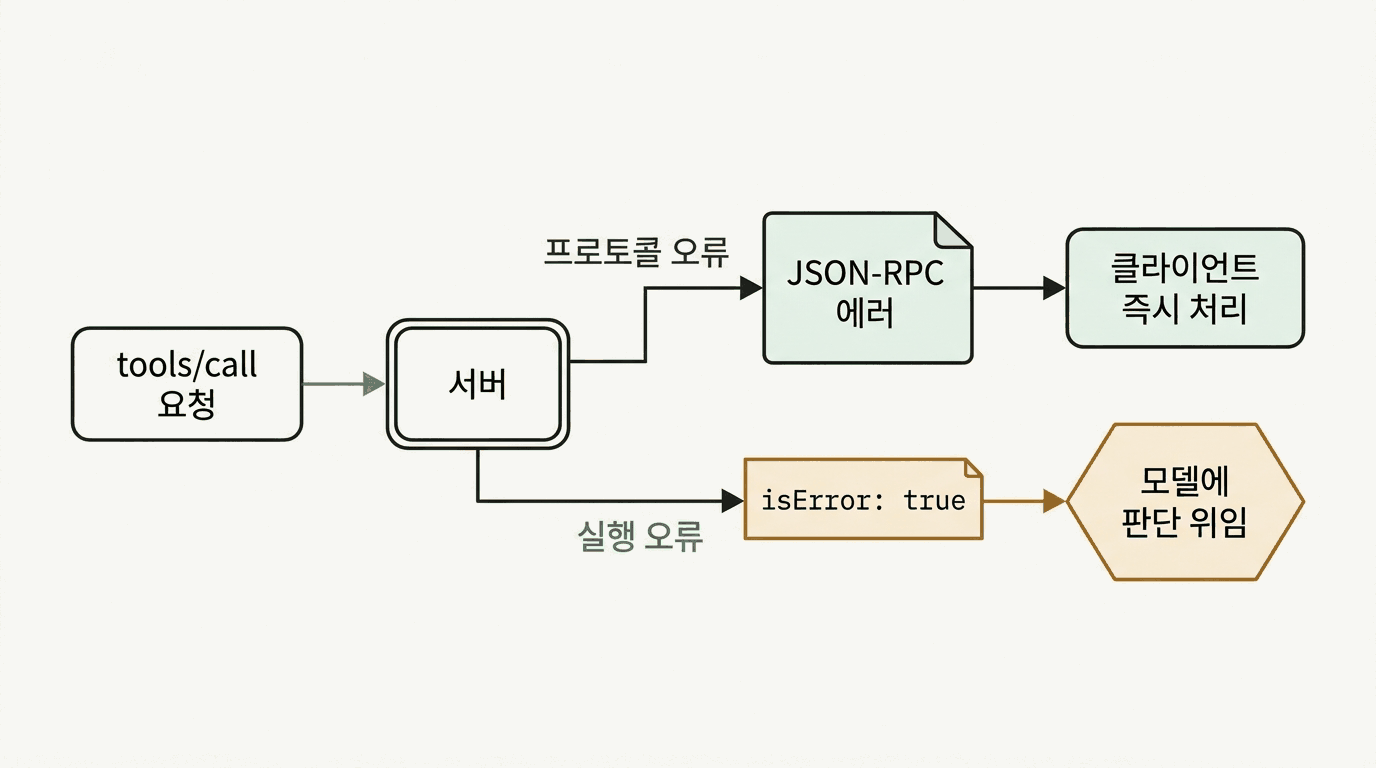 tools/call
요청
서버
프로토콜 오류
JSON-RPC
에러
클라이언트
즉시 처리
실행 오류
isError: true
모델에
판단 위임